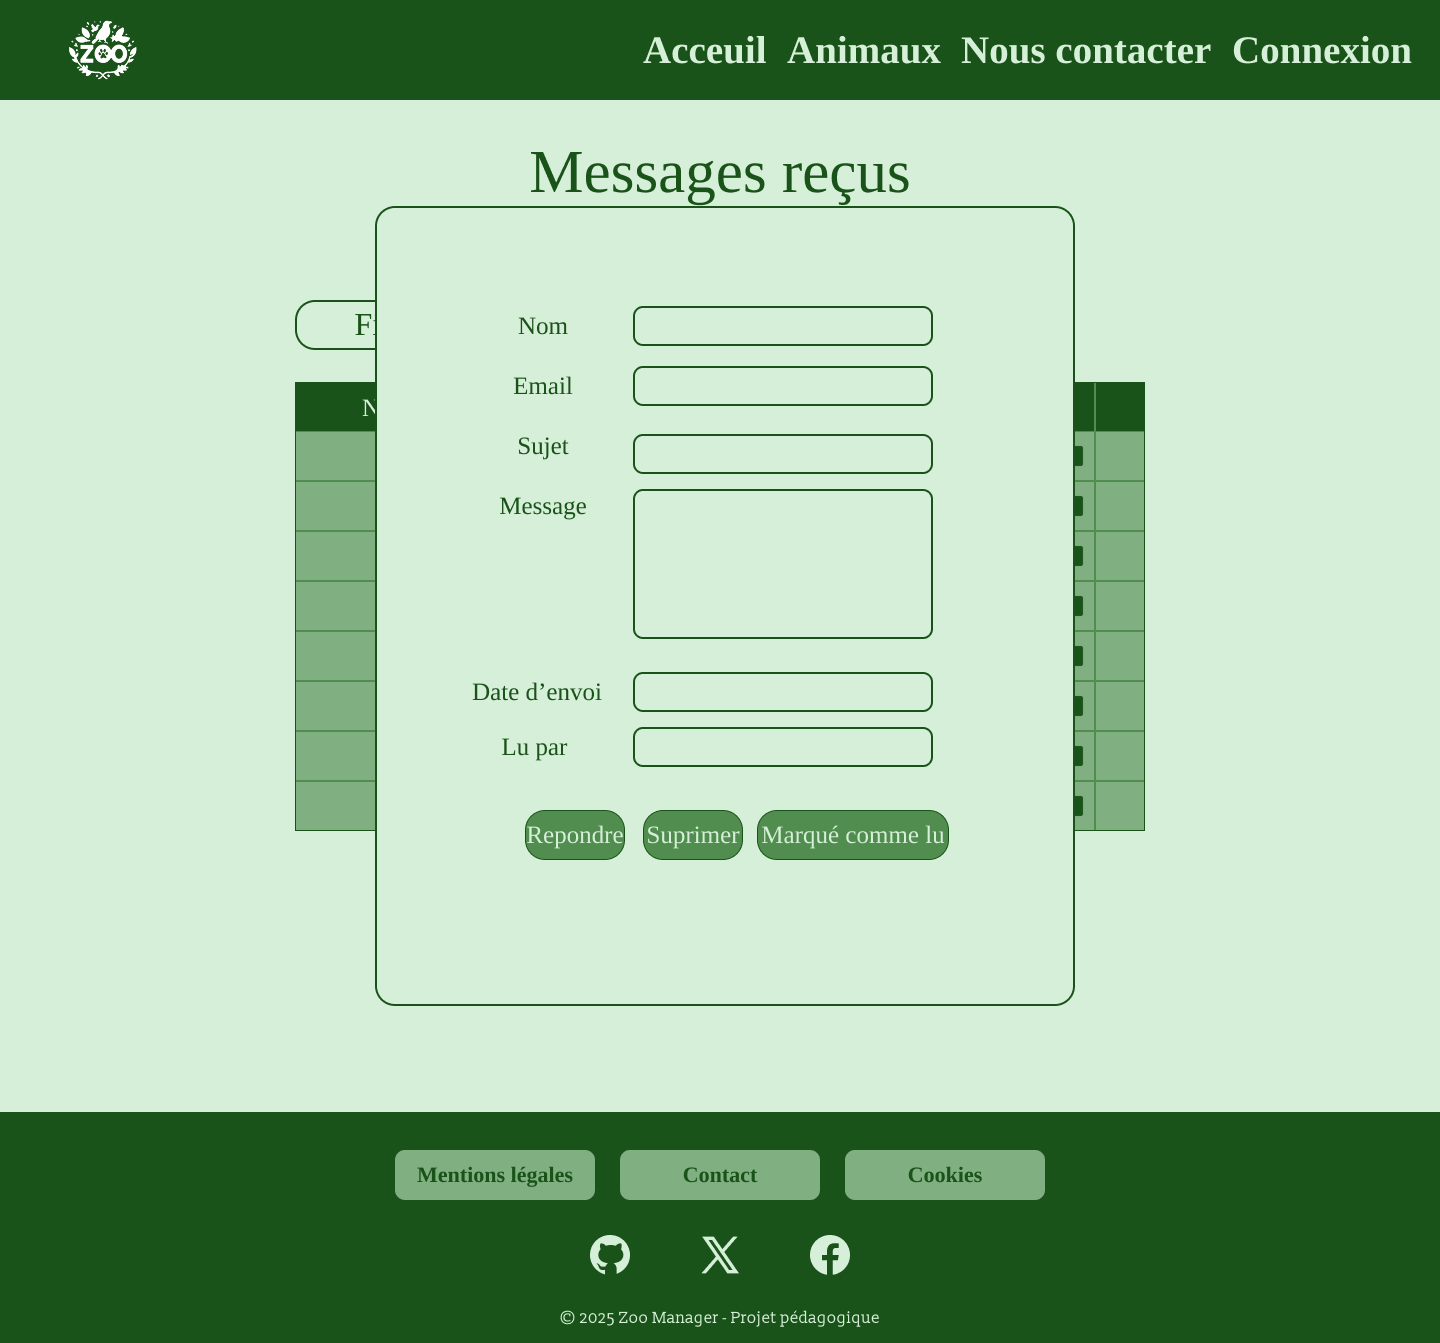 ZOO
Acceuil Animaux Nous contacter Connexion
Messages reçus
Nom
Email
Sujet
Message
Date d’envoi
Lu par
Repondre Suprimer Marqué comme lu
Mentions légales Contact Cookies
© 2025 Zoo Manager - Projet pédagogique